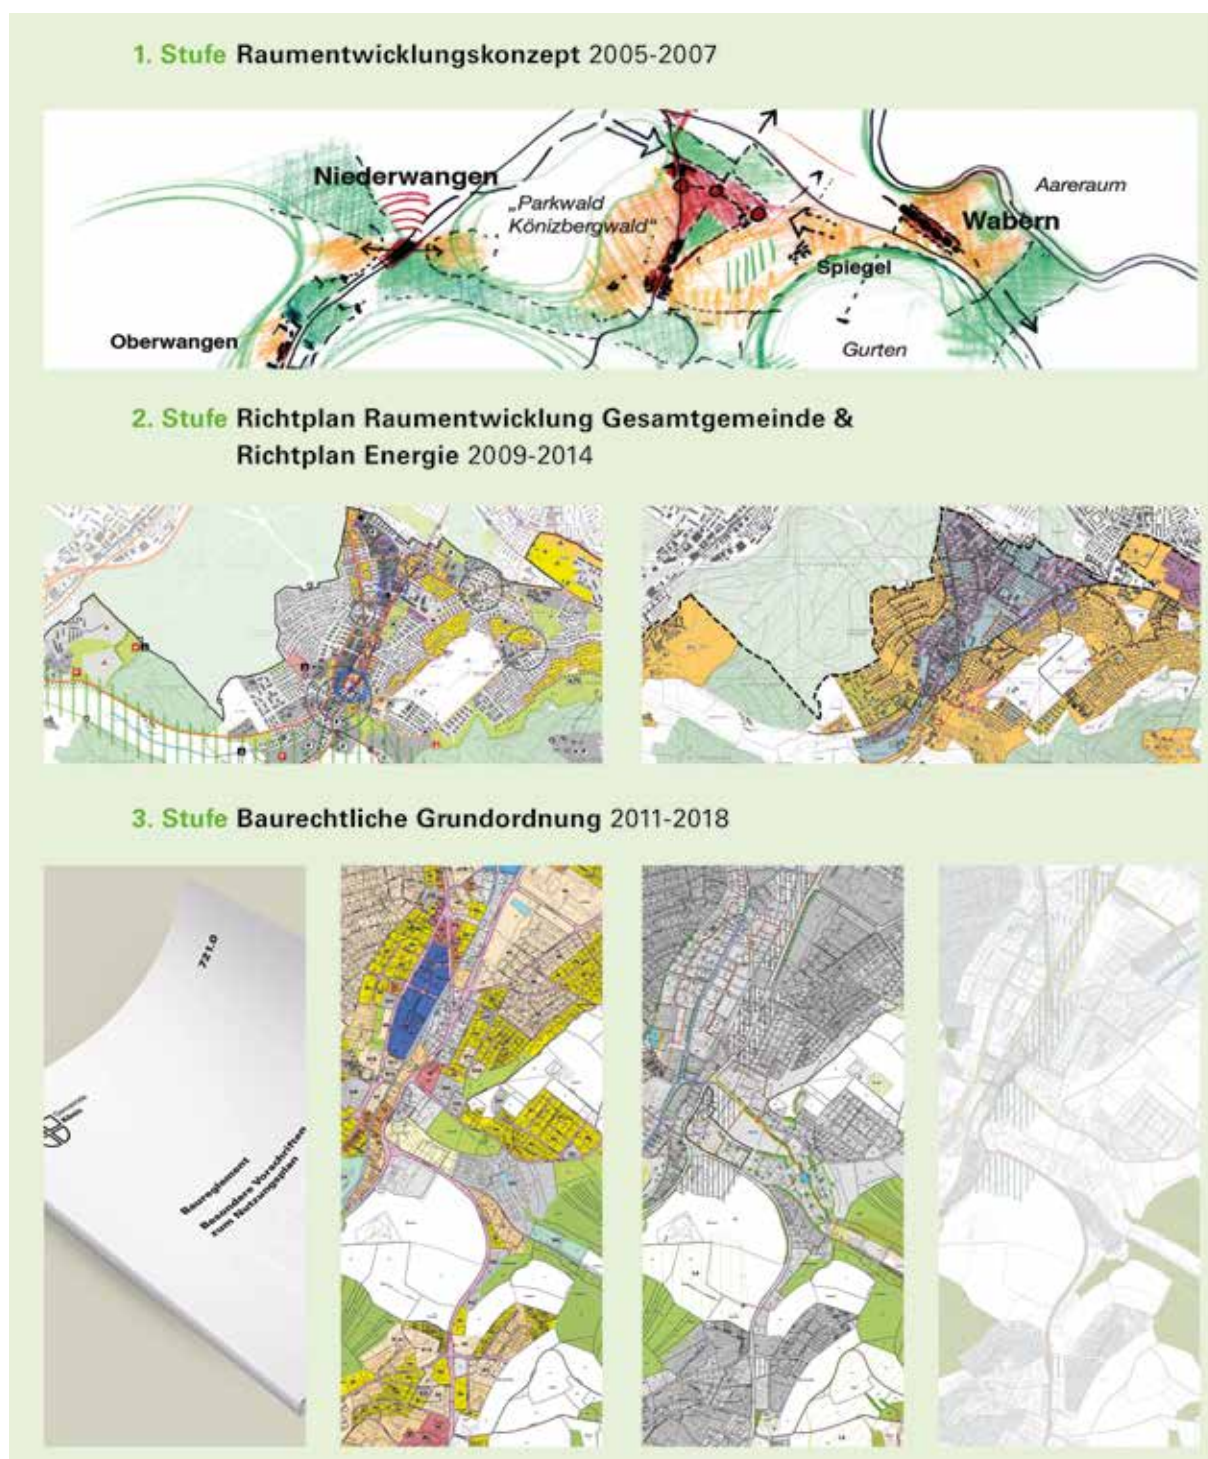 1. Stufe Raumentwicklungskonzept 2005-2007
Niederwangen
„Parkwald
Könizbergwald"
Aareraum
Wabern
Spiegel
Oberwangen
Gurten
2. Stufe Richtplan Raumentwicklung Gesamtgemeinde &
Richtplan Energie 2009-2014
3. Stufe Baurechtliche Grundordnung 2011-2018
721.0
Baureglement
Besondere Vorschriften
zum Nutzungsplan